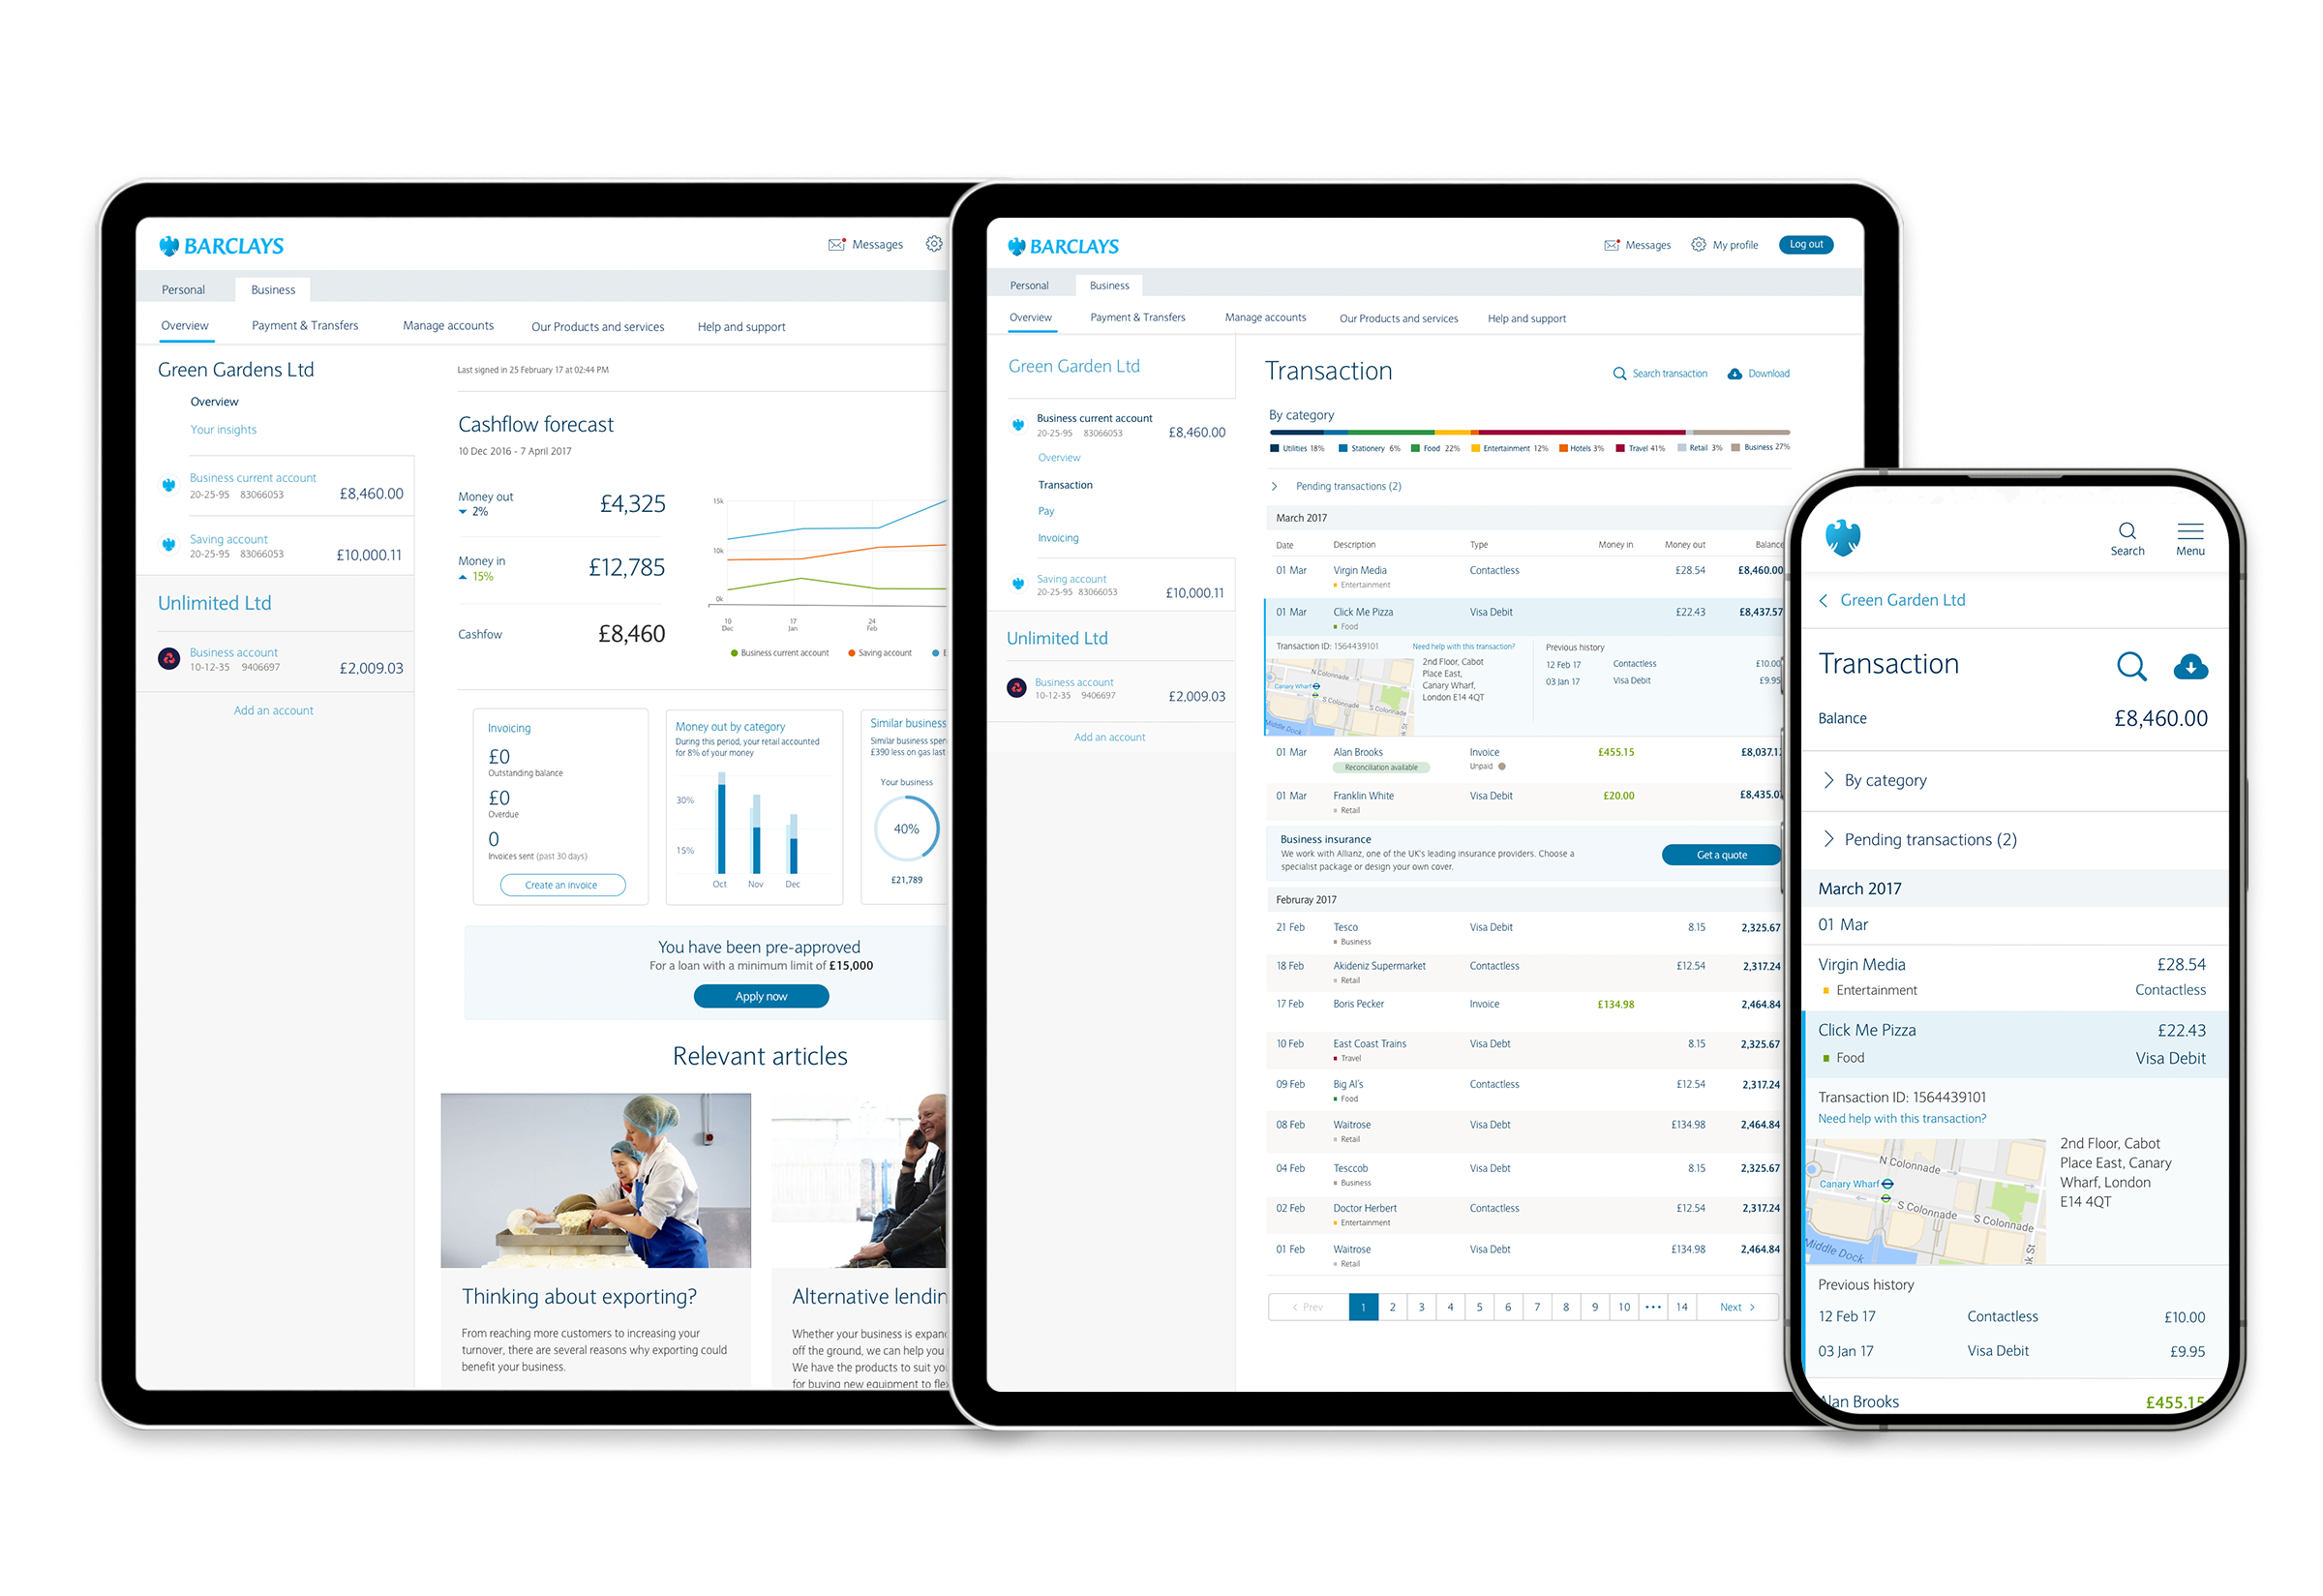 BARCLAYS
Messages
Personal
Business
Overview
Payment & Transfers
Manage accounts
Our Products and services
Help and support
Green Gardens Ltd
Overview
Your insights
Business current account
20-25-95 83066053
£8,460.00
Saving account
20-25-95 83066053
£10,000.11
Unlimited Ltd
Business account
10-12-35 9406697
£2,009.03
Add an account
Last signed in 25 February 17 at 02:44 PM
Cashflow forecast
10 Dec 2016 - 7 April 2017
Money out
2%
£4,325
Money in
15%
£12,785
Cashfow
£8,460
15k
10k
0k
10 Dec
17 Jan
24 Feb
Business current account
Saving account
Invoicing
£0
Outstanding balance
£0
Overdue
0
Invoices sent (past 30 days)
Create an invoice
Money out by category
During this period, your retail accounted
for 8% of your money
30%
15%
Oct Nov Dec
Similar business
Similar business spen
£390 less on gas last
Your business
40%
£21,789
You have been pre-approved
For a loan with a minimum limit of £15,000
Apply now
Relevant articles
Thinking about exporting?
From reaching more customers to increasing your
turnover, there are several reasons why exporting could
benefit your business.
Alternative lendin
Whether your business is expan
off the ground, we can help you
We have the products to suit yo
for buying new equipment to fle
BARCLAYS
Messages
My profile
Log out
Personal
Business
Overview
Payment & Transfers
Manage accounts
Our Products and services
Help and support
Green Garden Ltd
Business current account
20-25-95 83066053
£8,460.00
Overview
Transaction
Pay
Invoicing
Saving account
20-25-95 83066053
£10,000.11
Unlimited Ltd
Business account
10-12-35 9406697
£2,009.03
Add an account
Transaction
Search transaction
Download
By category
Utilities 18% Stationery 6% Food 22% Entertainment 12% Hotels 3% Travel 41% Retail 3% Business 27%
Pending transactions (2)
March 2017
Date Description Type Money in Money out Balance
01 Mar Virgin Media Contactless £28.54 £8,460.00
Entertainment
01 Mar Click Me Pizza Visa Debit £22.43 £8,437.57
Food
Transaction ID: 1564439101
Need help with this transaction?
N Colonnade
Canary Wharf
S Colonnade
S Colonnade
Middle Dock
2nd Floor, Cabot
Place East,
Canary Wharf,
London E14 4QT
Previous history
12 Feb 17 Contactless £10.00
03 Jan 17 Visa Debit £9.95
01 Mar Alan Brooks Invoice £455.15 £8,037.1
Reconciliation available
Unpaid
01 Mar Franklin White Visa Debit £20.00 £8,435.0
Retail
Business insurance
We work with Allianz, one of the UK's leading insurance providers. Choose a
specialist package or design your own cover.
Get a quote
Februray 2017
21 Feb Tesco Visa Debit 8.15 2,325.67
Business
18 Feb Akideniz Supermarket Contactless £12.54 2,317.24
Retail
17 Feb Boris Pecker Invoice £134.98 2,464.84
10 Feb East Coast Trains Visa Debt 8.15 2,325.67
Travel
09 Feb Big Al's Contactless £12.54 2,317.24
Food
08 Feb Waitrose Visa Debt £134.98 2,464.84
Retail
04 Feb Tesccob Visa Debt 8.15 2,325.67
Business
02 Feb Doctor Herbert Contactless £12.54 2,317.24
Entertainment
01 Feb Waitrose Visa Debt £134.98 2,464.84
Retail
< Prev 1 2 3 4 5 6 7 8 9 10 ••• 14 Next >
Search
Menu
Green Garden Ltd
Transaction
Balance
£8,460.00
By category
Pending transactions (2)
March 2017
01 Mar
Virgin Media £28.54
Entertainment Contactless
Click Me Pizza £22.43
Food Visa Debit
Transaction ID: 1564439101
Need help with this transaction?
N Colonnade
Canary Wharf
S Colonnade
S Colonnade
Middle Dock
2nd Floor, Cabot
Place East, Canary
Wharf, London
E14 4QT
Previous history
12 Feb 17 Contactless £10.00
03 Jan 17 Visa Debit £9.95
Alan Brooks £455.15